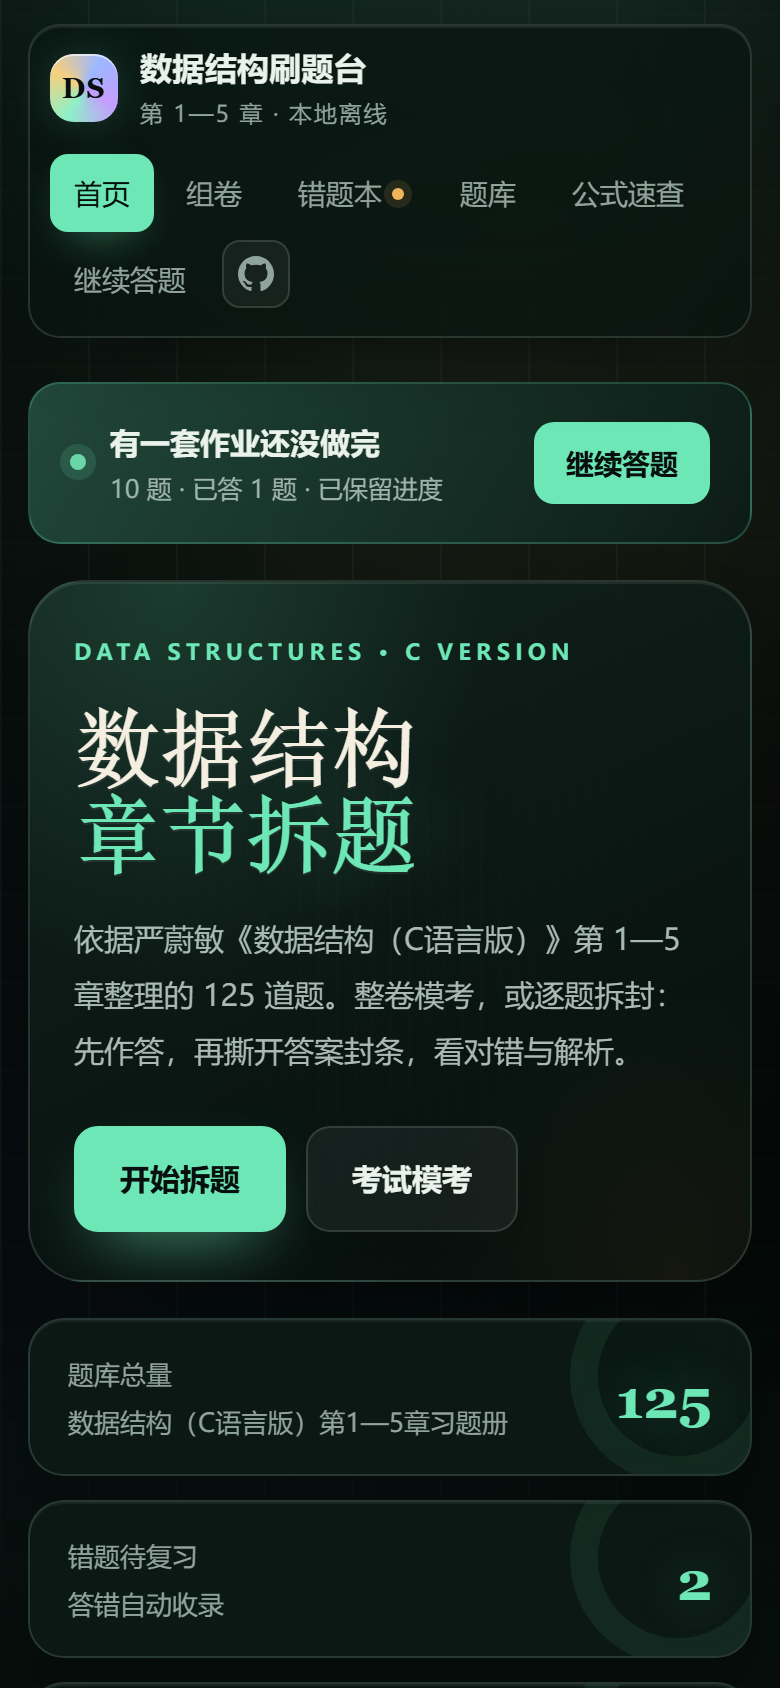 DS
数据结构刷题台
第 1—5 章 · 本地离线
首页 组卷 错题本 题库 公式速查
继续答题
有一套作业还没做完
10 题 · 已答 1 题 · 已保留进度
继续答题
DATA STRUCTURES • C VERSION
数据结构
章节拆题
依据严蔚敏《数据结构（C语言版）》第 1—5
章整理的 125 道题。整卷模考，或逐题拆封：
先作答，再撕开答案封条，看对错与解析。
开始拆题 考试模考
题库总量
数据结构（C语言版）第1—5章习题册
125
错题待复习
答错自动收录
2